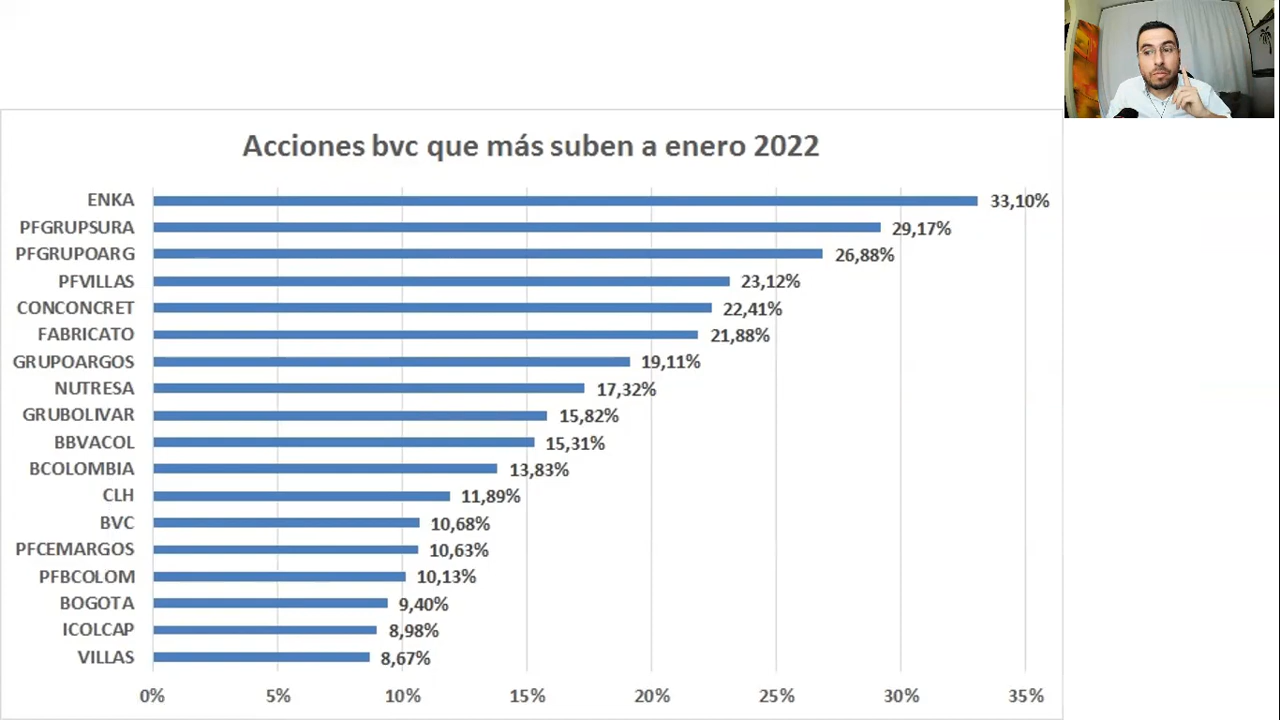 Acciones bvc que más suben a enero 2022
ENKA 33,10%
PFGRUPSURA 29,17%
PFGRUPOARG 26,88%
PFVILLAS 23,12%
CONCONCRET 22,41%
FABRICATO 21,88%
GRUPOARGOS 19,11%
NUTRESA 17,32%
GRUBOLIVAR 15,82%
BBVACOL 15,31%
BCOLOMBIA 13,83%
CLH 11,89%
BVC 10,68%
PFCEMARGOS 10,63%
PFBCOLOM 10,13%
BOGOTA 9,40%
ICOLCAP 8,98%
VILLAS 8,67%
0% 5% 10% 15% 20% 25% 30% 35%